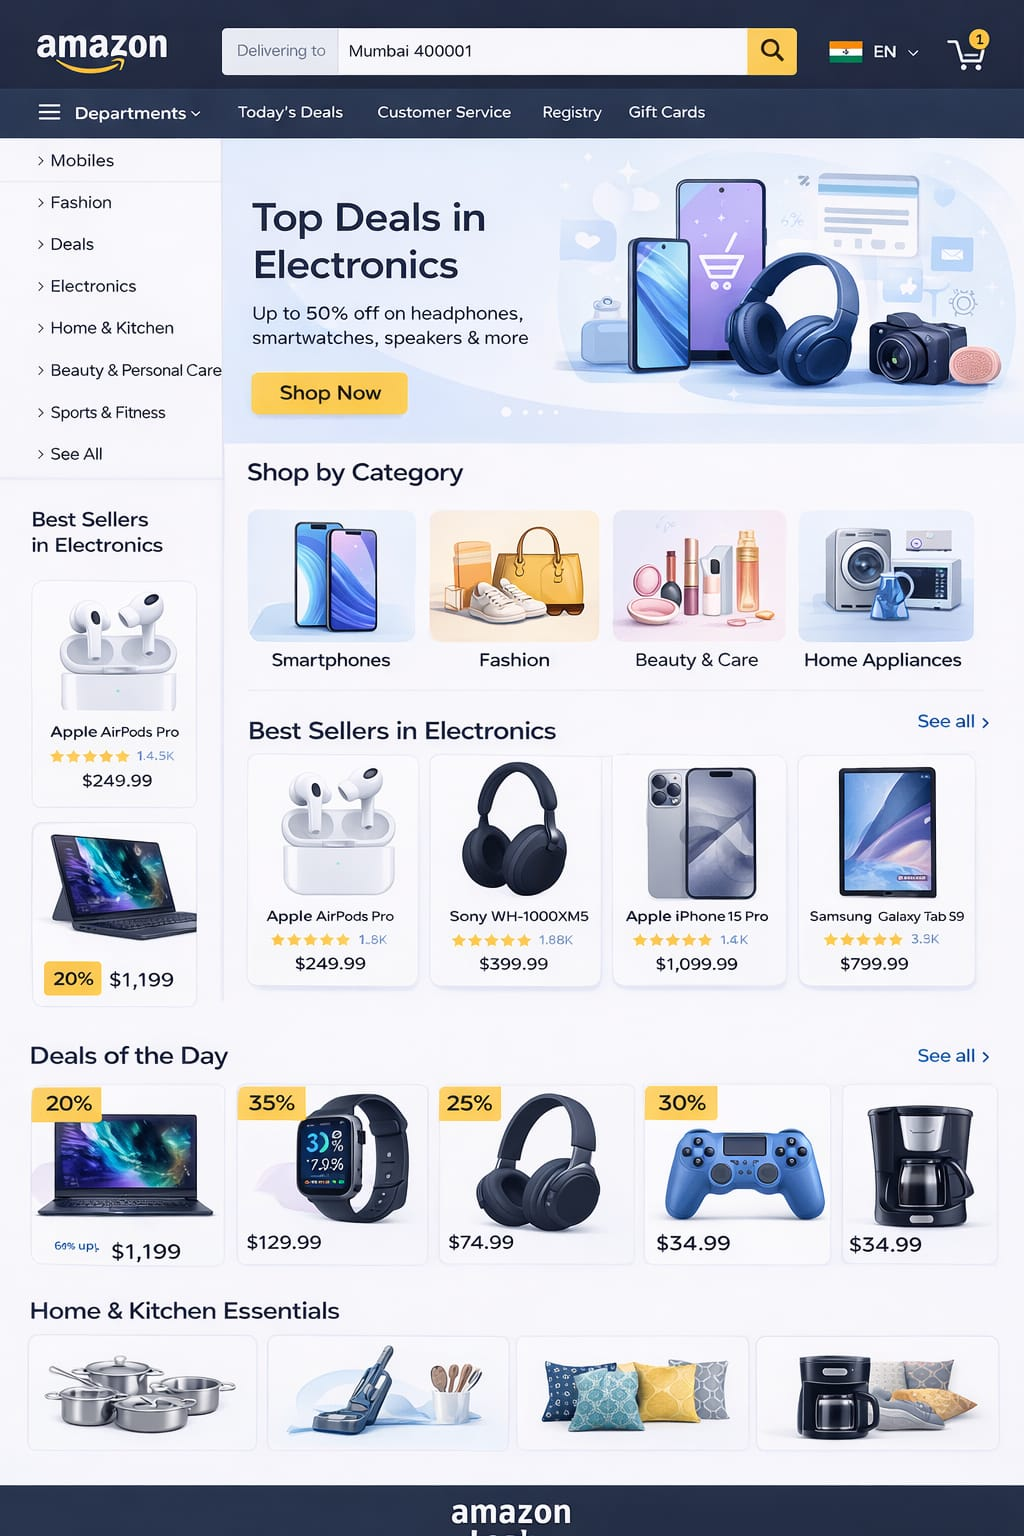 amazon
Delivering to
Mumbai 400001
EN
1
Departments
Today's Deals
Customer Service
Registry
Gift Cards
Mobiles
Fashion
Deals
Electronics
Home & Kitchen
Beauty & Personal Care
Sports & Fitness
See All
Top Deals in
Electronics
Up to 50% off on headphones,
smartwatches, speakers & more
Shop Now
Shop by Category
Smartphones
Fashion
Beauty & Care
Home Appliances
Best Sellers
in Electronics
Apple AirPods Pro
1.4.5K
$249.99
20% $1,199
Best Sellers in Electronics
See all
Apple AirPods Pro
$249.99
Sony WH-1000XM5
1.88K
$399.99
Apple iPhone 15 Pro
1.4K
$1,099.99
Samsung Galaxy Tab S9
$799.99
Deals of the Day
See all
20%
$1,199
35%
$129.99
25%
$74.99
30%
$34.99
$34.99
Home & Kitchen Essentials
amazon